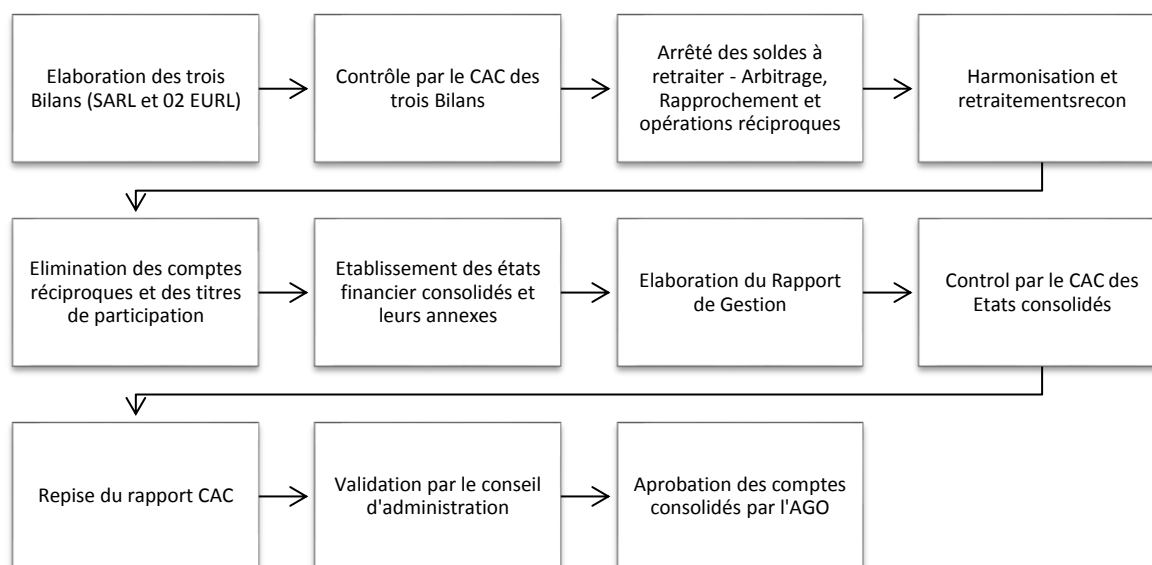 Elaboration des trois
Bilans (SARL et 02 EURL)
Contrôle par le CAC des
trois Bilans
Arrêté des soldes à
retraiter - Arbitrage,
Rapprochement et
opérations réciproques
Harmonisation et
retraitementsrecon
Elimination des comptes
réciproques et des titres
de participation
Etablissement des états
financier consolidés et
leurs annexes
Elaboration du Rapport
de Gestion
Control par le CAC des
Etats consolidés
Repise du rapport CAC
Validation par le conseil
d'administration
Aprobation des comptes
consolidés par l'AGO